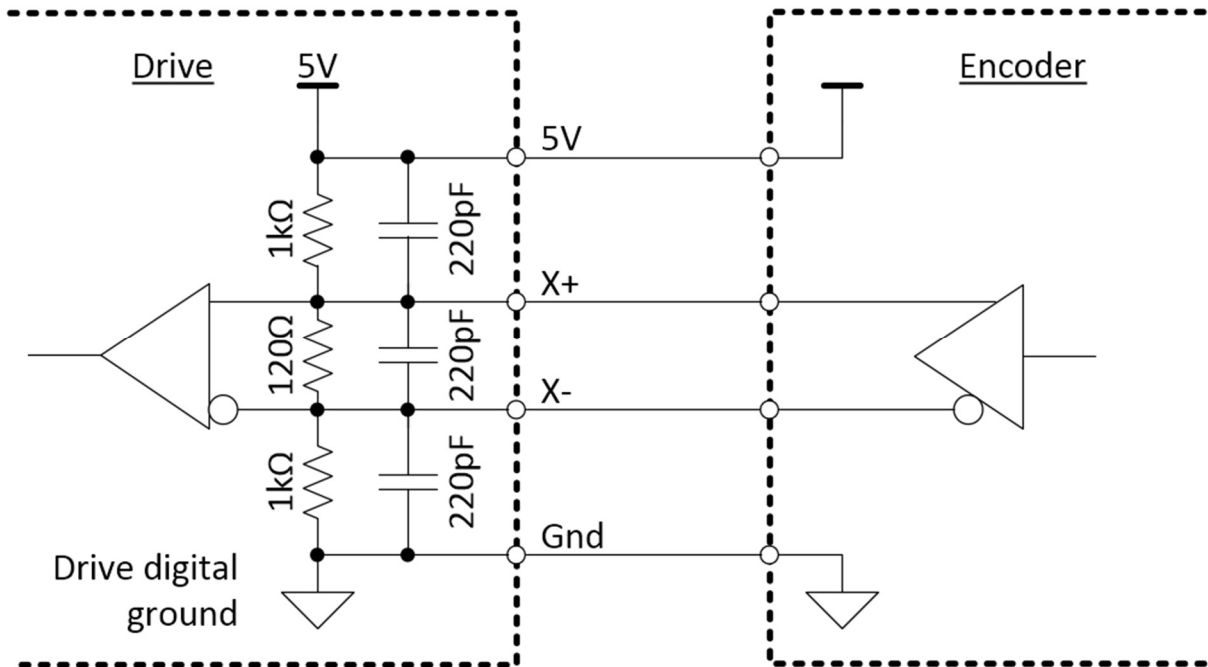 Drive
5V
Encoder
5V
1kΩ
220pF
X+
120Ω
220pF
X-
1kΩ
220pF
Gnd
Drive digital
ground